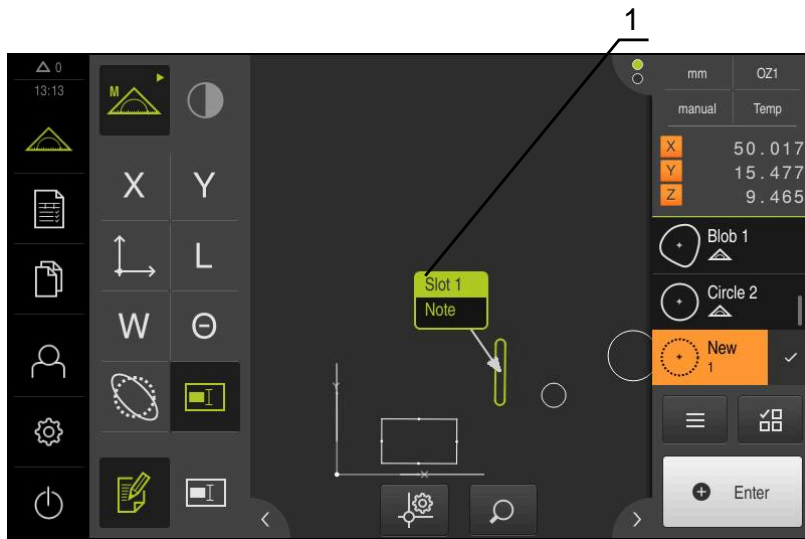 1
0
13:13
M
X
Y
L
W
Θ
Slot 1
Note
Y
X
mm
OZ1
manual
Temp
X 50.017
Y 15.477
Z 9.465
Blob 1
Circle 2
New
1
Enter